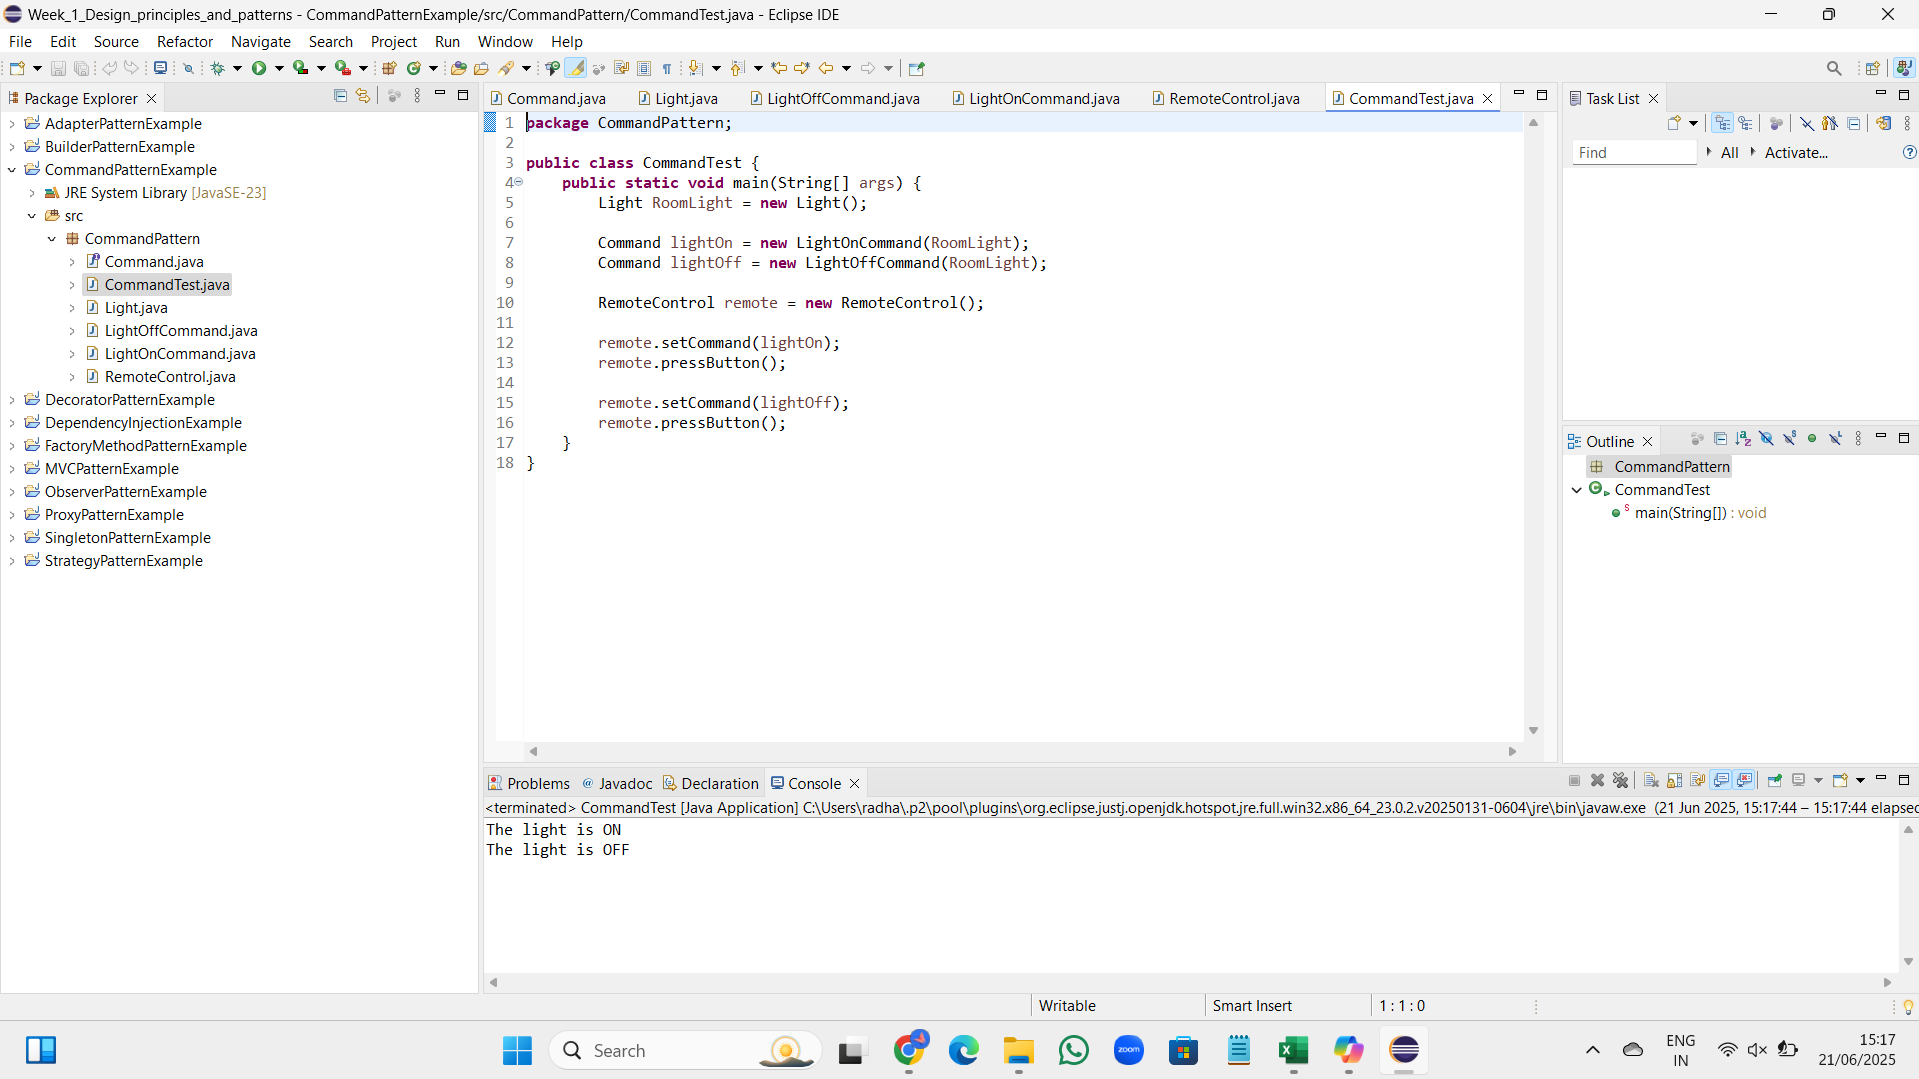 Week_1_Design_principles_and_patterns - CommandPatternExample/src/CommandPattern/CommandTest.java - Eclipse IDE
File Edit Source Refactor Navigate Search Project Run Window Help
Package Explorer
AdapterPatternExample
BuilderPatternExample
CommandPatternExample
JRE System Library [JavaSE-23]
src
CommandPattern
Command.java
CommandTest.java
Light.java
LightOffCommand.java
LightOnCommand.java
RemoteControl.java
DecoratorPatternExample
DependencyInjectionExample
FactoryMethodPatternExample
MVCPatternExample
ObserverPatternExample
ProxyPatternExample
SingletonPatternExample
StrategyPatternExample
Command.java Light.java LightOffCommand.java LightOnCommand.java RemoteControl.java CommandTest.java
1 package CommandPattern;
2
3 public class CommandTest {
4 public static void main(String[] args) {
5 Light RoomLight = new Light();
6
7 Command lightOn = new LightOnCommand(RoomLight);
8 Command lightOff = new LightOffCommand(RoomLight);
9
10 RemoteControl remote = new RemoteControl();
11
12 remote.setCommand(lightOn);
13 remote.pressButton();
14
15 remote.setCommand(lightOff);
16 remote.pressButton();
17 }
18 }
Task List
Find All Activate...
Outline
CommandPattern
CommandTest
main(String[]) : void
Problems Javadoc Declaration Console
<terminated> CommandTest [Java Application] C:\Users\radha\.p2\pool\plugins\org.eclipse.justj.openjdk.hotspot.jre.full.win32.x86_64_23.0.2.v20250131-0604\jre\bin\javaw.exe (21 Jun 2025, 15:17:44 – 15:17:44 elapsed
The light is ON
The light is OFF
Writable Smart Insert 1 : 1 : 0
Search
zoom
ENG
IN
15:17
21/06/2025